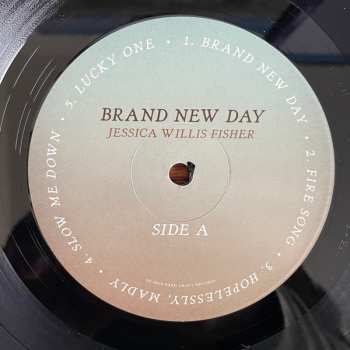 BRAND NEW DAY
JESSICA WILLIS FISHER
SIDE A
1. BRAND NEW DAY • 2. FIRE SONG • 3. HOPELESSLY, MADLY • 4. SLOW ME DOWN • 5. LUCKY ONE •